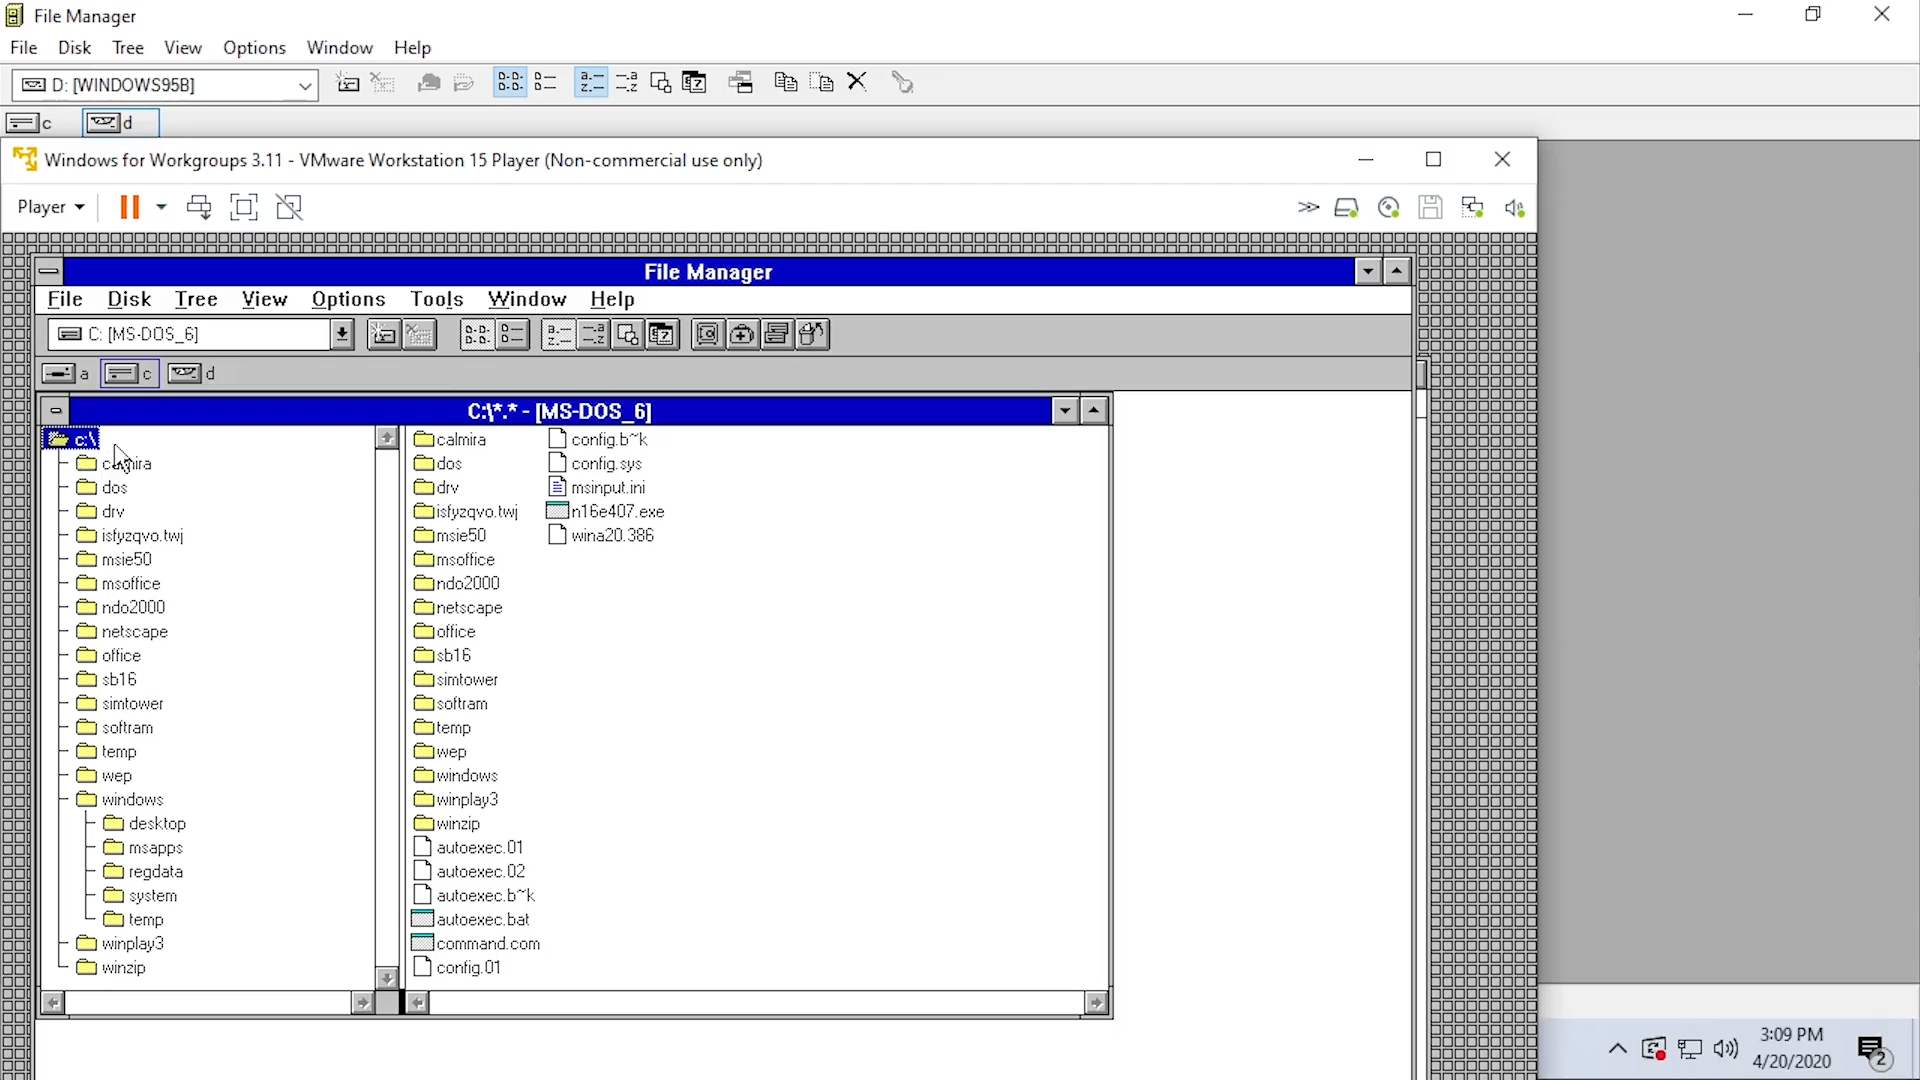 File Manager
File Disk Tree View Options Window Help
D: [WINDOWS95B]
c d
Windows for Workgroups 3.11 - VMware Workstation 15 Player (Non-commercial use only)
Player
File Manager
File Disk Tree View Options Tools Window Help
C: [MS-DOS_6]
a c d
C:\*.* - [MS-DOS_6]
c:\
calmira
dos
drv
isfyzqvo.twj
msie50
msoffice
ndo2000
netscape
office
sb16
simtower
softram
temp
wep
windows
desktop
msapps
regdata
system
temp
winplay3
winzip
calmira
dos
drv
isfyzqvo.twj
msie50
msoffice
ndo2000
netscape
office
sb16
simtower
softram
temp
wep
windows
winplay3
winzip
autoexec.01
autoexec.02
autoexec.b~k
autoexec.bat
command.com
config.01
config.b~k
config.sys
msinput.ini
n16e407.exe
wina20.386
3:09 PM
4/20/2020
2